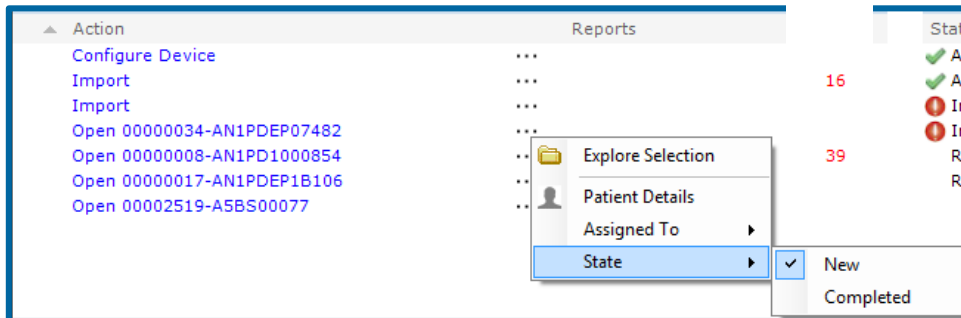 Action Reports Stat
Configure Device ... A
Import ... 16 A
Import ... I
Open 00000034-AN1PDEP07482 ... I
Open 00000008-AN1PD1000854 .. Explore Selection 39 R
Open 00000017-AN1PDEP1B106 .. R
Patient Details
Open 00002519-A5BS00077 ..
Assigned To
State New
Completed